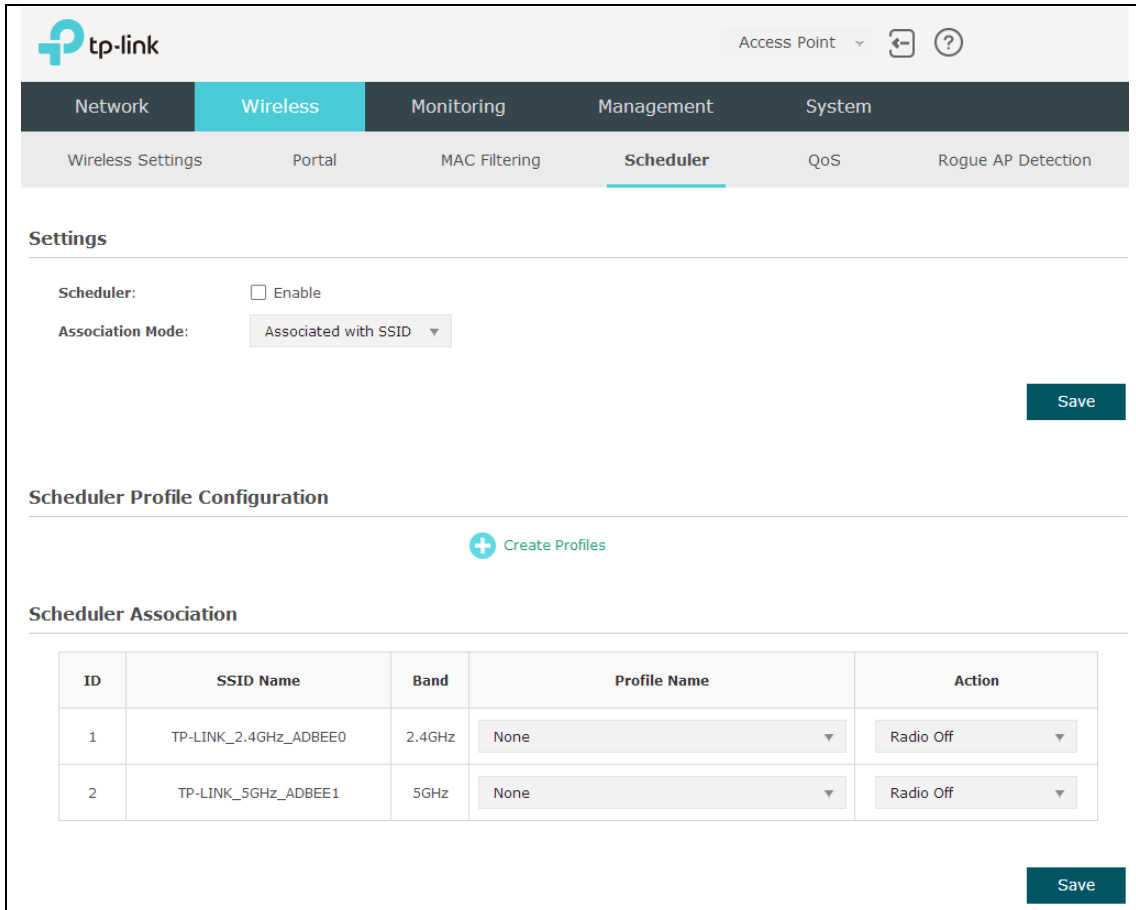 tp-link
Access Point
Network Wireless Monitoring Management System
Wireless Settings Portal MAC Filtering Scheduler QoS Rogue AP Detection
Settings
Scheduler: Enable
Association Mode: Associated with SSID
Save
Scheduler Profile Configuration
Create Profiles
Scheduler Association
ID SSID Name Band Profile Name Action
1 TP-LINK_2.4GHz_ADBEE0 2.4GHz None Radio Off
2 TP-LINK_5GHz_ADBEE1 5GHz None Radio Off
Save